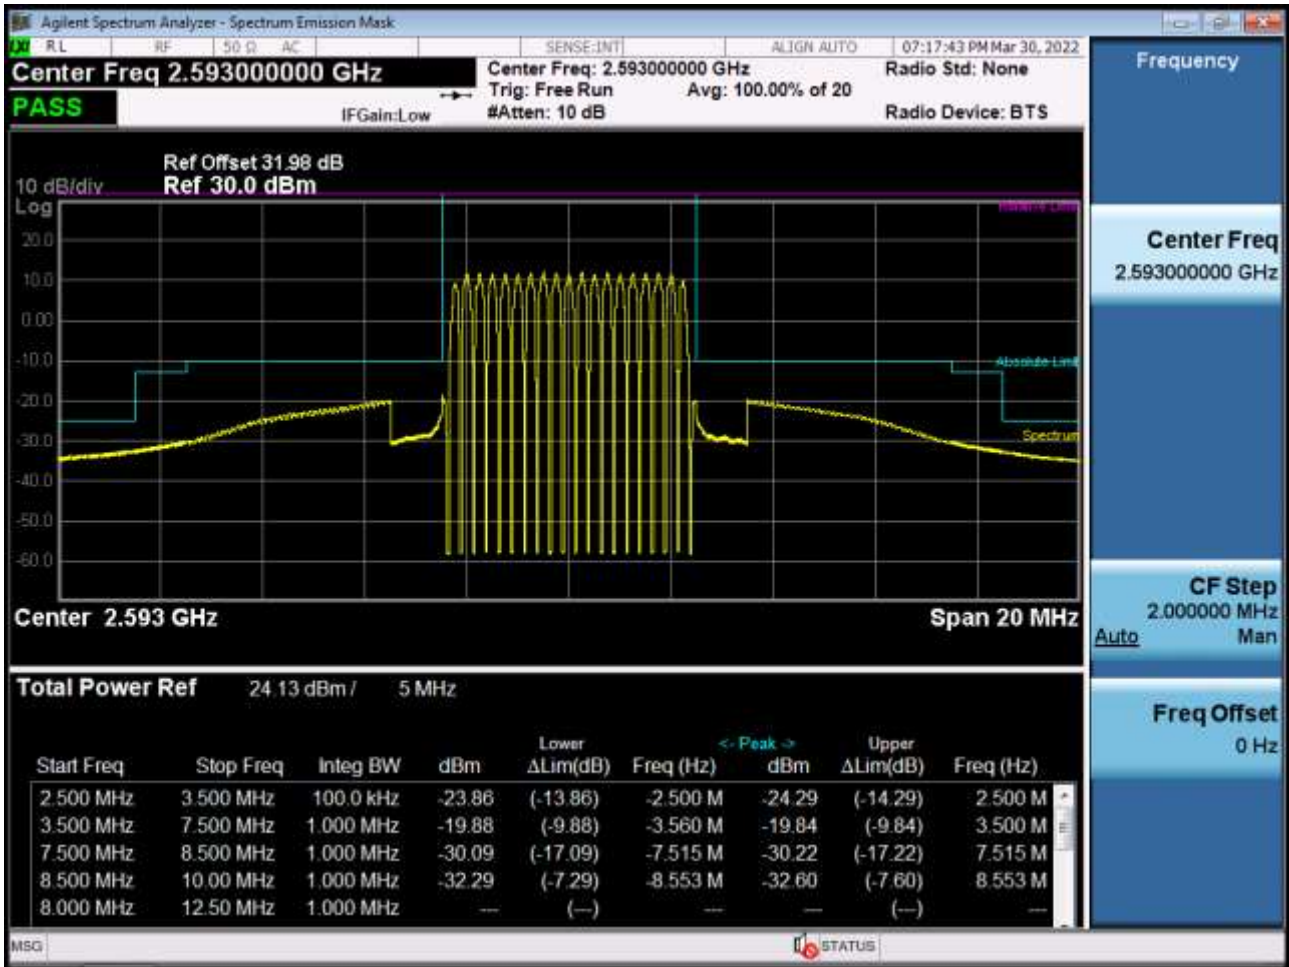 Agilent Spectrum Analyzer - Spectrum Emission Mask
RL RF 50 Ω AC SENSE:INT ALIGN AUTO 07:17:43 PM Mar 30, 2022
Center Freq 2.593000000 GHz
Center Freq: 2.593000000 GHz Radio Std: None
Trig: Free Run Avg: 100.00% of 20
PASS IFGain:Low #Atten: 10 dB Radio Device: BTS
Ref Offset 31.98 dB
10 dB/div Ref 30.0 dBm
Log
20.0
10.0
0.00
-10.0 Absolute Limit
-20.0
-30.0 Spectrum
-40.0
-50.0
-60.0
Center 2.593 GHz Span 20 MHz
Total Power Ref 24.13 dBm / 5 MHz
Lower <- Peak -> Upper
Start Freq Stop Freq Integ BW dBm ΔLim(dB) Freq (Hz) dBm ΔLim(dB) Freq (Hz)
2.500 MHz 3.500 MHz 100.0 kHz -23.86 (-13.86) -2.500 M -24.29 (-14.29) 2.500 M
3.500 MHz 7.500 MHz 1.000 MHz -19.88 (-9.88) -3.560 M -19.84 (-9.84) 3.500 M
7.500 MHz 8.500 MHz 1.000 MHz -30.09 (-17.09) -7.515 M -30.22 (-17.22) 7.515 M
8.500 MHz 10.00 MHz 1.000 MHz -32.29 (-7.29) -8.553 M -32.60 (-7.60) 8.553 M
8.000 MHz 12.50 MHz 1.000 MHz --- (---) --- --- (---) ---
MSG STATUS
Frequency
Center Freq
2.593000000 GHz
CF Step
2.000000 MHz
Auto Man
Freq Offset
0 Hz